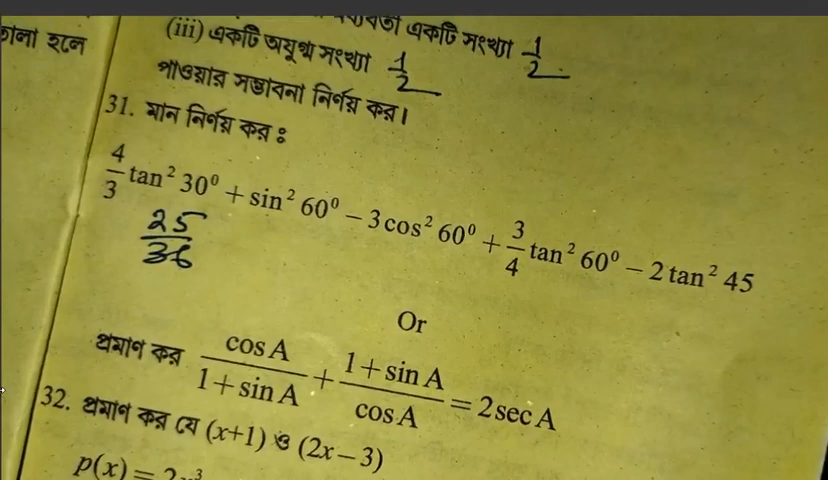 একটি সংখ্যা 1/2
তালা হলে
(iii) একটি অযুগ্ম সংখ্যা 1/2
পাওয়ার সম্ভাবনা নির্ণয় কর।
31. মান নির্ণয় কর ঃ
4/3 tan² 30⁰ + sin² 60⁰ – 3 cos² 60⁰ + 3/4 tan² 60⁰ – 2 tan² 45
25/36
Or
প্রমাণ কর cos A/1 + sin A + 1 + sin A/cos A = 2 sec A
32. প্রমাণ কর যে (x+1) ও (2x – 3)
p(x) = 2x³